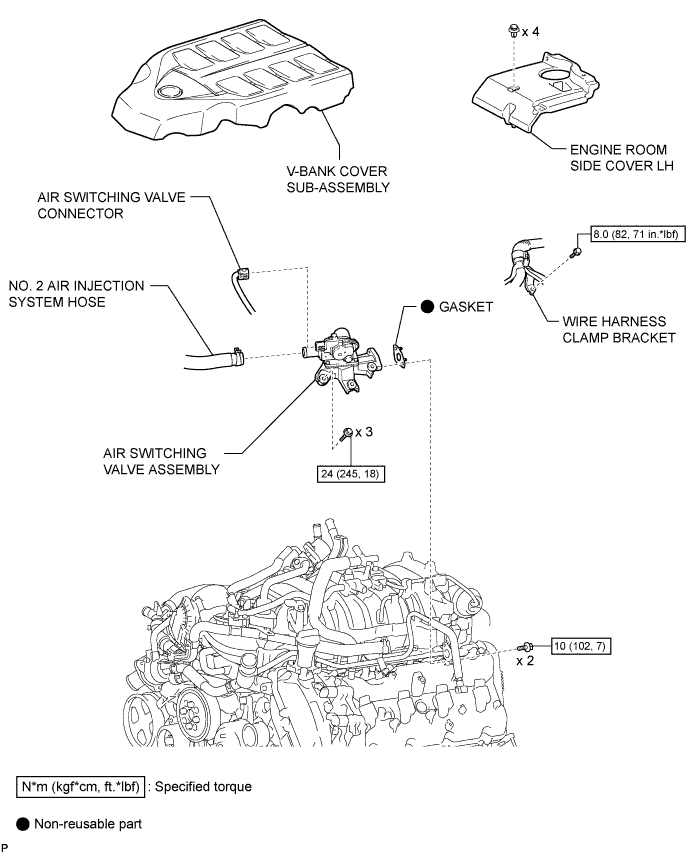 x 4
ENGINE ROOM
SIDE COVER LH
V-BANK COVER
SUB-ASSEMBLY
AIR SWITCHING VALVE
CONNECTOR
8.0 (82, 71 in.*lbf)
NO. 2 AIR INJECTION
SYSTEM HOSE
GASKET
WIRE HARNESS
CLAMP BRACKET
x 3
AIR SWITCHING
VALVE ASSEMBLY
24 (245, 18)
10 (102, 7)
x 2
N*m (kgf*cm, ft.*lbf) : Specified torque
Non-reusable part
P